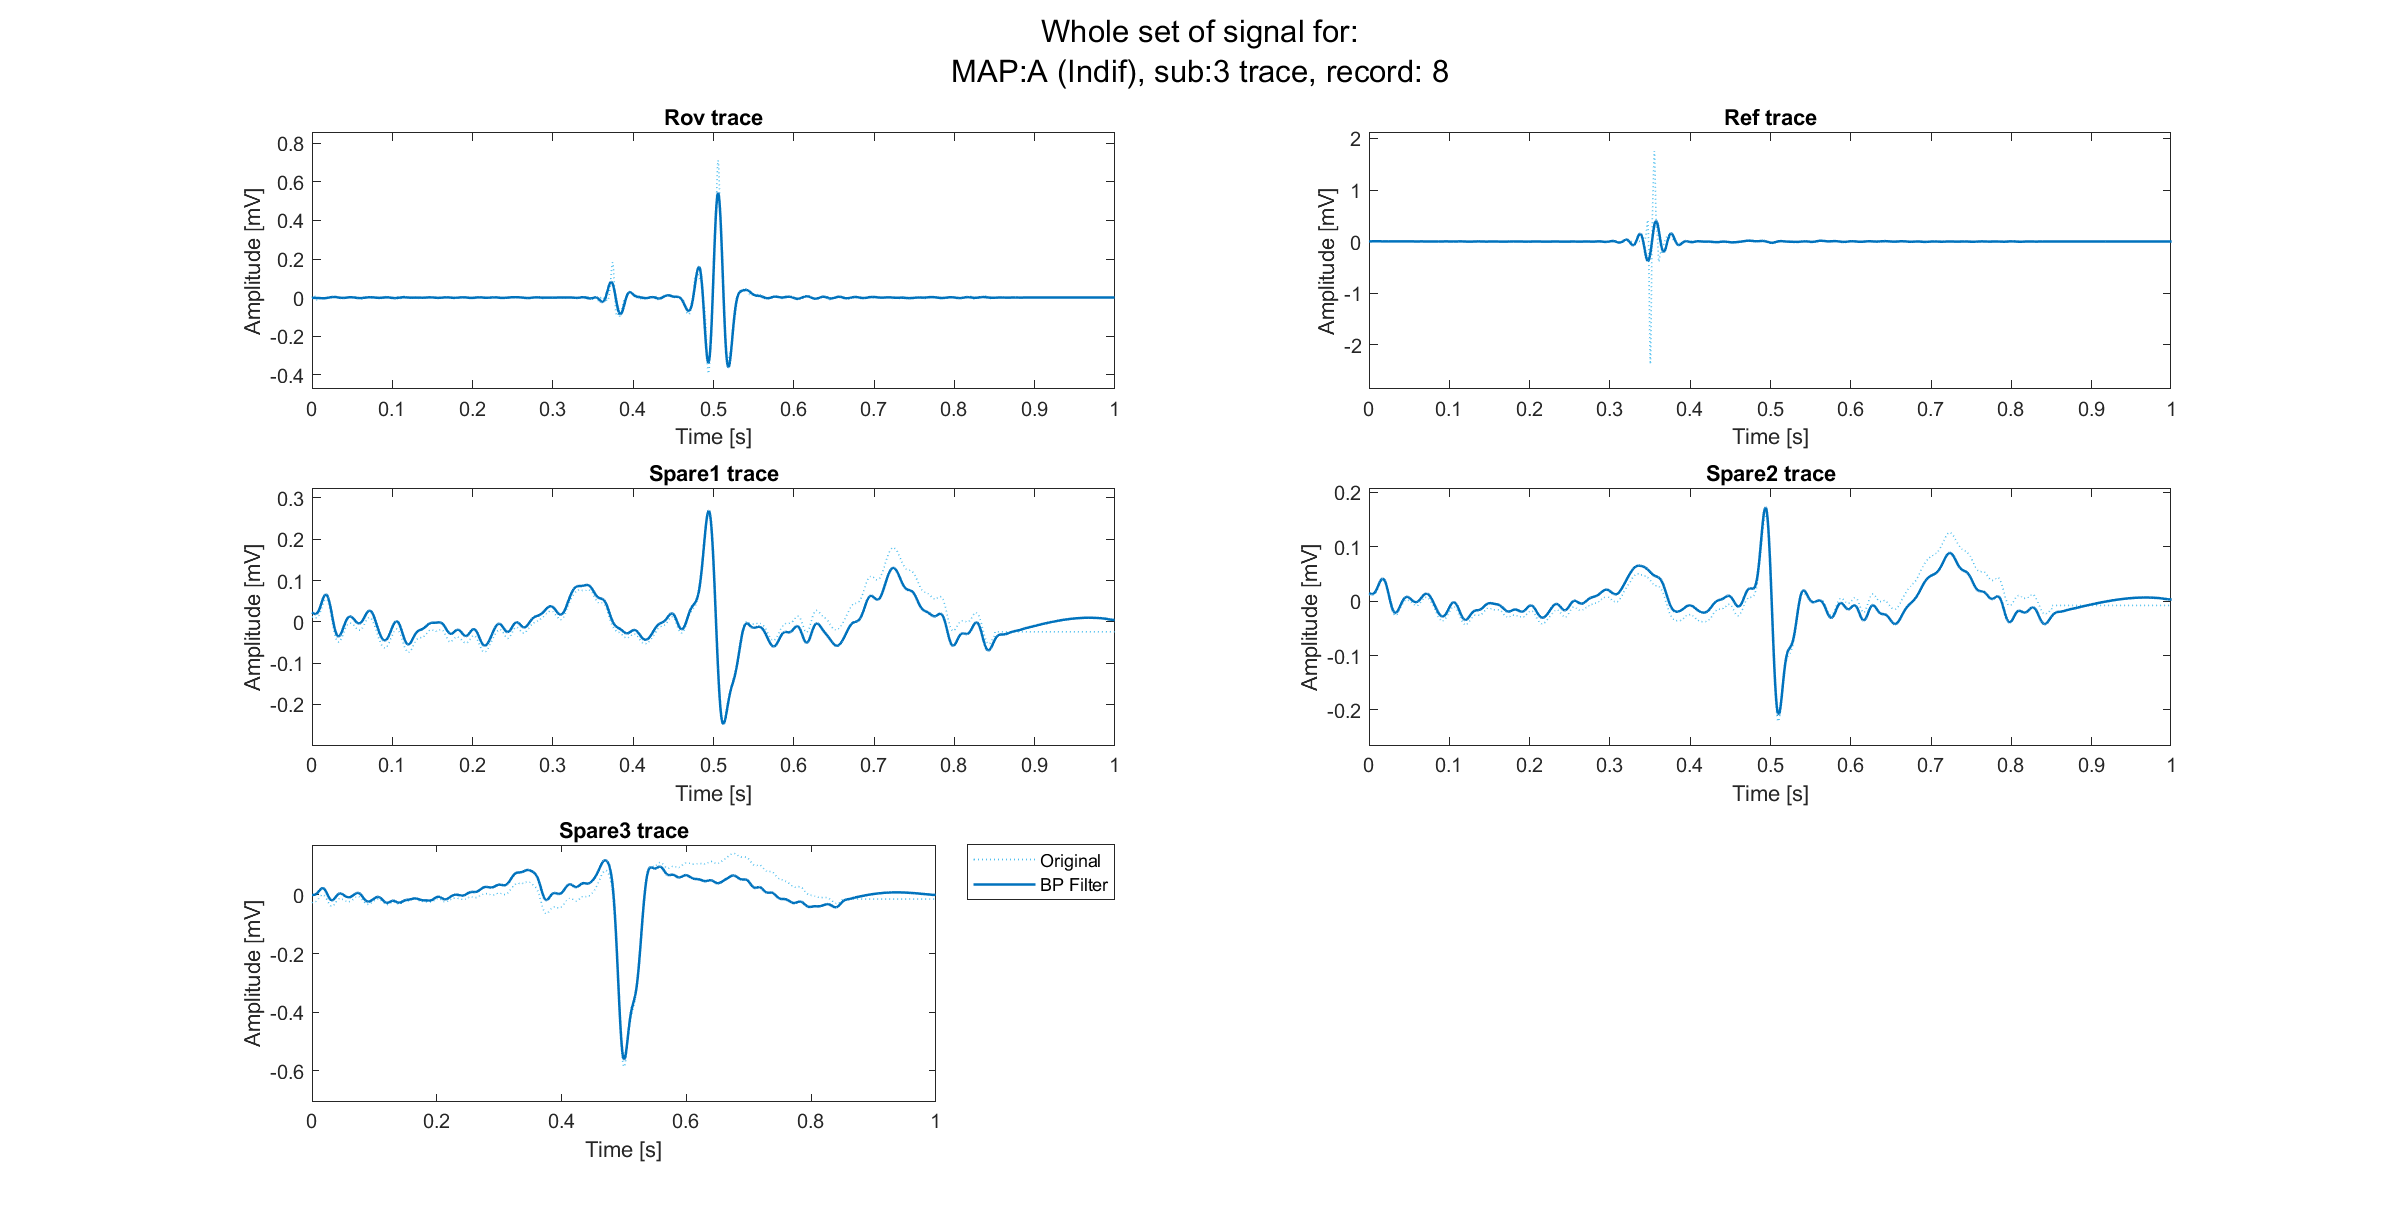 Whole set of signal for:
MAP:A (Indif), sub:3 trace, record: 8
Rov trace
Amplitude [mV]
0.8
0.6
0.4
0.2
0
-0.2
-0.4
0 0.1 0.2 0.3 0.4 0.5 0.6 0.7 0.8 0.9 1
Time [s]
Ref trace
Amplitude [mV]
2
1
0
-1
-2
0 0.1 0.2 0.3 0.4 0.5 0.6 0.7 0.8 0.9 1
Time [s]
Spare1 trace
Amplitude [mV]
0.3
0.2
0.1
0
-0.1
-0.2
0 0.1 0.2 0.3 0.4 0.5 0.6 0.7 0.8 0.9 1
Time [s]
Spare2 trace
Amplitude [mV]
0.2
0.1
0
-0.1
-0.2
0 0.1 0.2 0.3 0.4 0.5 0.6 0.7 0.8 0.9 1
Time [s]
Spare3 trace
Amplitude [mV]
0
-0.2
-0.4
-0.6
0 0.2 0.4 0.6 0.8 1
Time [s]
Original
BP Filter